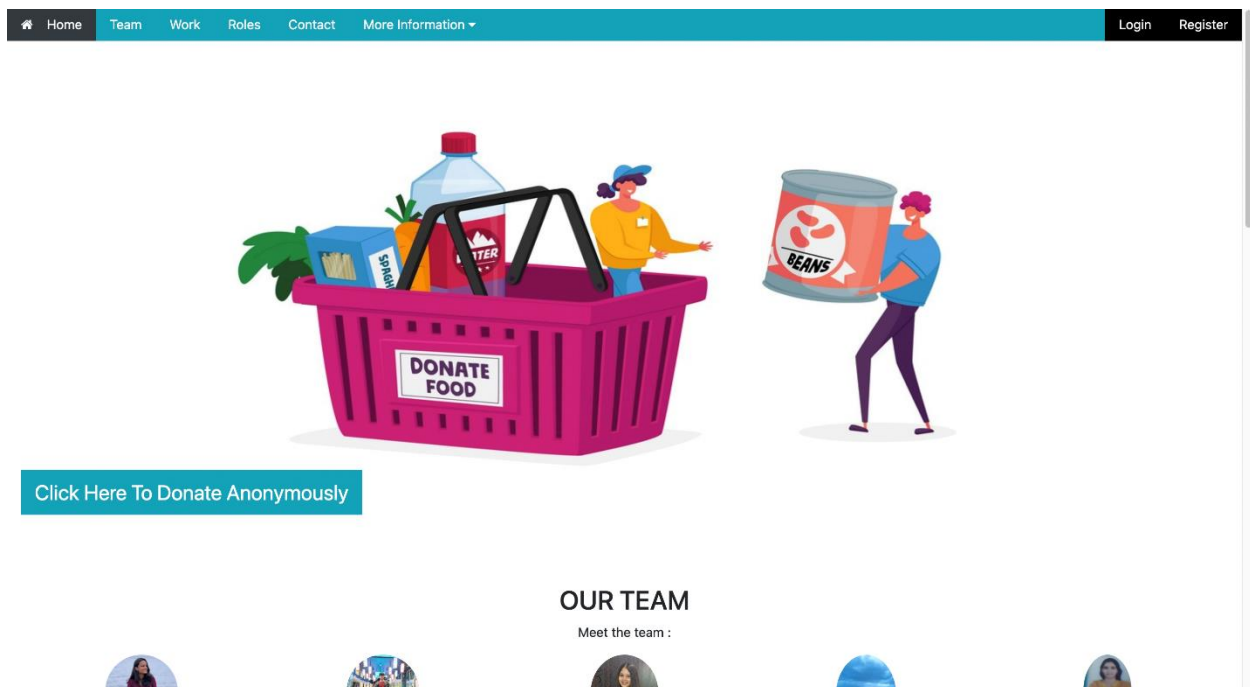 Home Team Work Roles Contact More Information Login Register
WATER
SPAGH
BEANS
DONATE
FOOD
Click Here To Donate Anonymously
OUR TEAM
Meet the team :